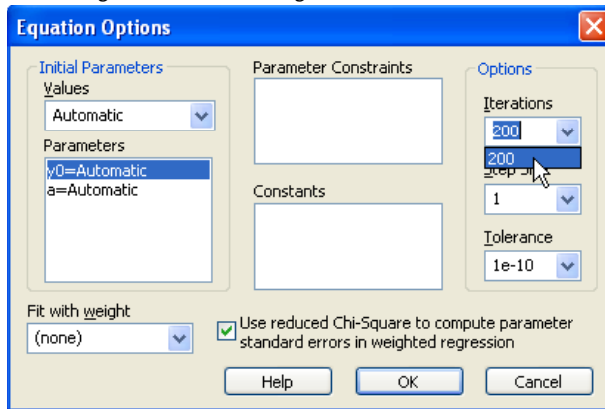 Equation Options
Initial Parameters
Values
Automatic
Parameters
y0=Automatic
a=Automatic
Parameter Constraints
Constants
Options
Iterations
200
200
Step Size
1
Tolerance
1e-10
Fit with weight
(none)
Use reduced Chi-Square to compute parameter
standard errors in weighted regression
Help
OK
Cancel